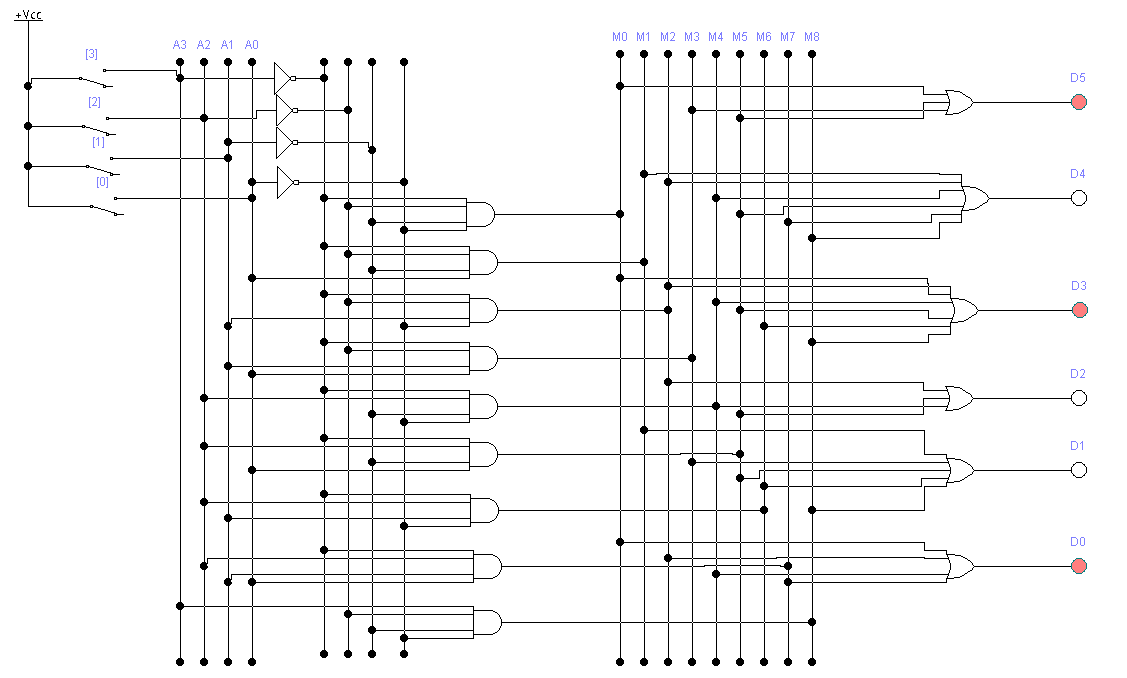 +Vcc
A3 A2 A1 A0 M0 M1 M2 M3 M4 M5 M6 M7 M8
[3]
D5
[2]
[1]
D4
[0]
D3
D2
D1
D0